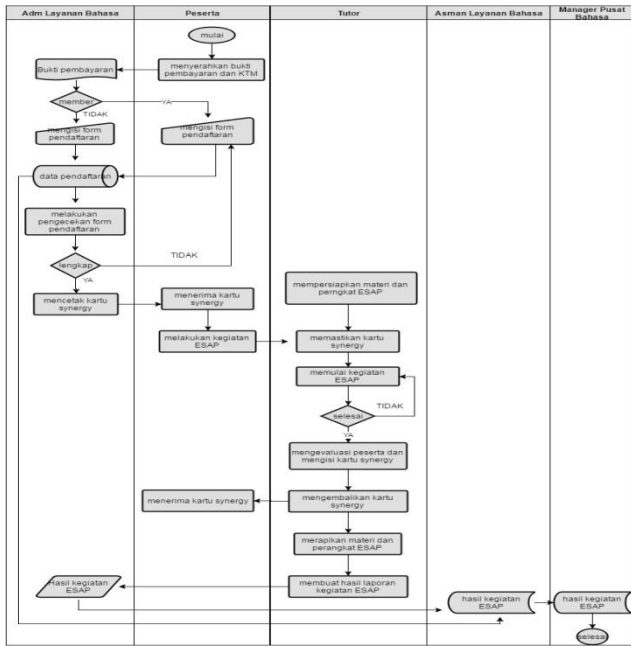 Adm Layanan Bahasa
Peserta
Tutor
Asman Layanan Bahasa
Manager Pusat
Bahasa
mulai
Bukti pembayaran
menyerahkan bukti
pembayaran dan KTM
member
YA
TIDAK
mengisi form
pendaftaran
mengisi form
pendaftaran
data pendaftaran
melakukan
pengecekan form
pendaftaran
lengkap
TIDAK
YA
mencetak kartu
synergy
menerima kartu
synergy
mempersiapkan materi dan
perngkat ESAP
melakukan kegiatan
ESAP
memastikan kartu
synergy
memulai kegiatan
ESAP
TIDAK
selesai
YA
mengevaluasi peserta dan
mengisi kartu synergy
menerima kartu synergy
mengembalikan kartu
synergy
merapikan materi dan
perangkat ESAP
Hasil kegiatan
ESAP
membuat hasil laporan
kegiatan ESAP
hasil kegiatan
ESAP
hasil kegiatan
ESAP
selesai